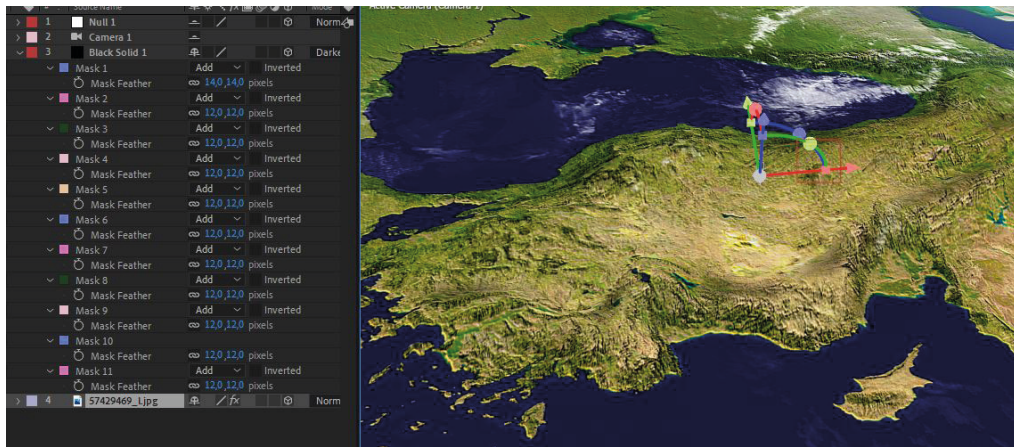 # Source Name fx Mode Active Camera (Camera 1)
1 Null 1 Norma
2 Camera 1
3 Black Solid 1 Darke
Mask 1 Add Inverted
Mask Feather 14,0,14,0 pixels
Mask 2 Add Inverted
Mask Feather 12,0,12,0 pixels
Mask 3 Add Inverted
Mask Feather 12,0,12,0 pixels
Mask 4 Add Inverted
Mask Feather 12,0,12,0 pixels
Mask 5 Add Inverted
Mask Feather 12,0,12,0 pixels
Mask 6 Add Inverted
Mask Feather 12,0,12,0 pixels
Mask 7 Add Inverted
Mask Feather 12,0,12,0 pixels
Mask 8 Add Inverted
Mask Feather 12,0,12,0 pixels
Mask 9 Add Inverted
Mask Feather 12,0,12,0 pixels
Mask 10 Add Inverted
Mask Feather 12,0,12,0 pixels
Mask 11 Add Inverted
Mask Feather 12,0,12,0 pixels
4 57429469_l.jpg fx Norm